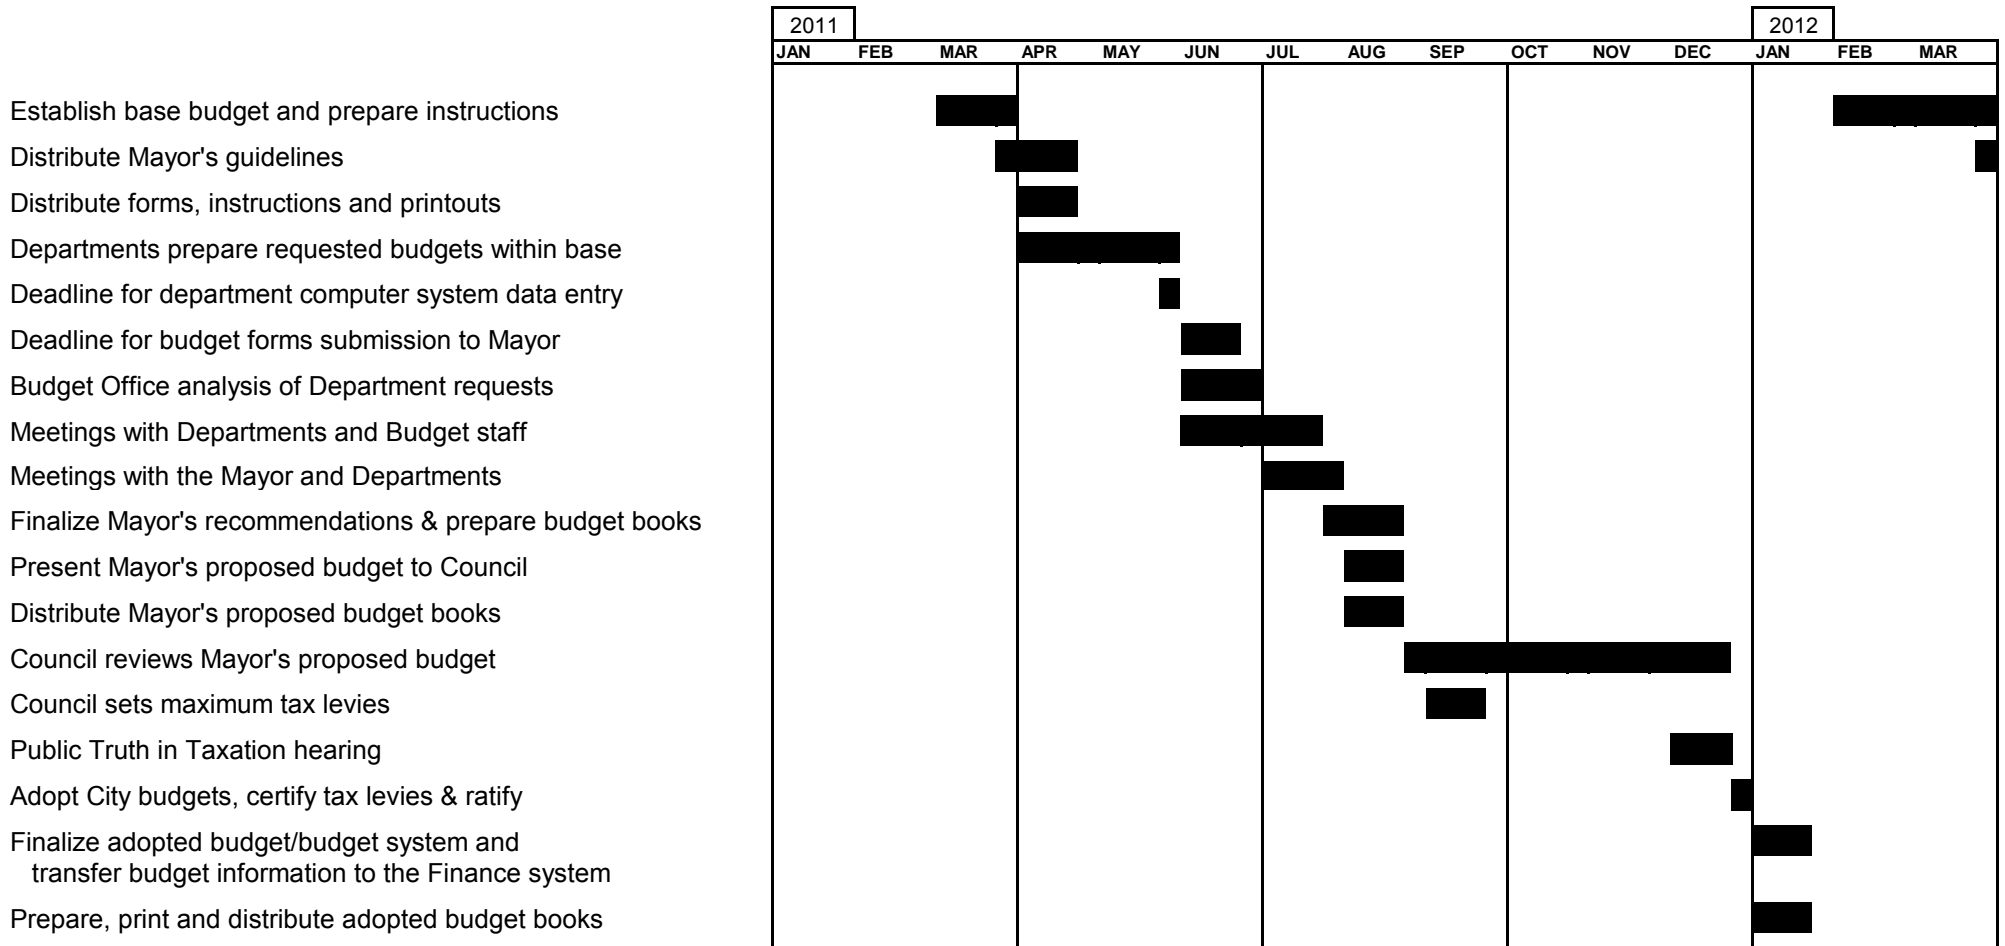 2011 2012
JAN FEB MAR APR MAY JUN JUL AUG SEP OCT NOV DEC JAN FEB MAR
Establish base budget and prepare instructions
Distribute Mayor's guidelines
Distribute forms, instructions and printouts
Departments prepare requested budgets within base
Deadline for department computer system data entry
Deadline for budget forms submission to Mayor
Budget Office analysis of Department requests
Meetings with Departments and Budget staff
Meetings with the Mayor and Departments
Finalize Mayor's recommendations & prepare budget books
Present Mayor's proposed budget to Council
Distribute Mayor's proposed budget books
Council reviews Mayor's proposed budget
Council sets maximum tax levies
Public Truth in Taxation hearing
Adopt City budgets, certify tax levies & ratify
Finalize adopted budget/budget system and
transfer budget information to the Finance system
Prepare, print and distribute adopted budget books